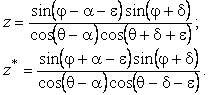 z = sin(φ − α − ε)sin(φ + δ) / cos(θ − α)cos(θ + δ + ε);
z* = sin(φ + α − ε)sin(φ + δ) / cos(θ − α)cos(θ − δ − ε).